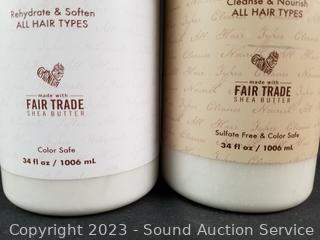 Rehydrate & Soften
ALL HAIR TYPES
made with
FAIR TRADE
SHEA BUTTER
Color Safe
34 fl oz / 1006 mL
Cleanse & Nourish
ALL HAIR TYPES
made with
FAIR TRADE
SHEA BUTTER
Sulfate Free & Color Safe
34 fl oz / 1006 mL
Copyright 2023 - Sound Auction Service